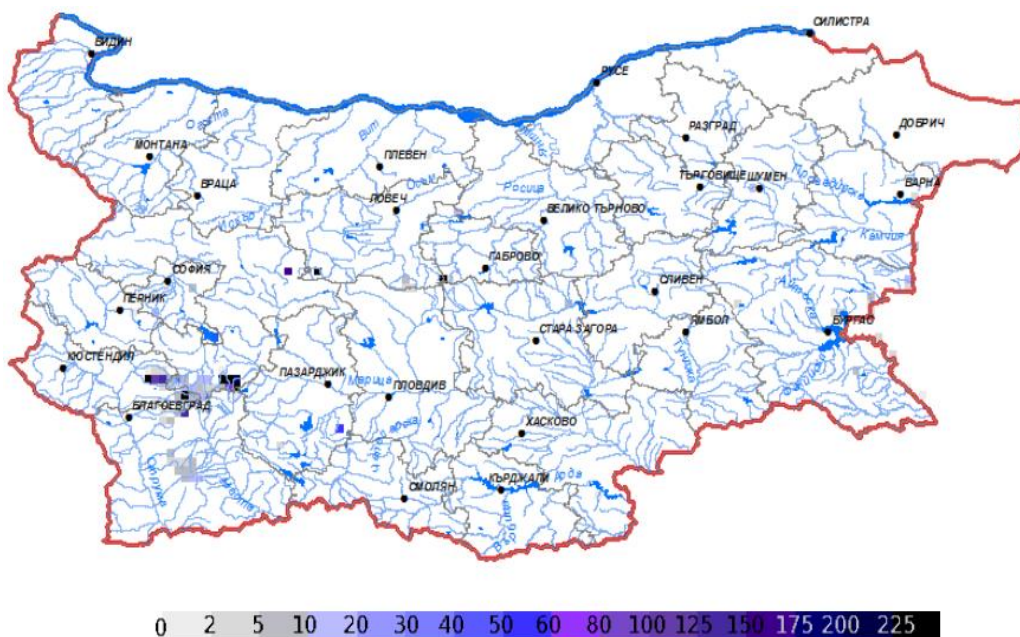 СИЛИСТРА
ВИДИН
РУСЕ
Огоста
Вит
ДОБРИЧ
РАЗГРАД
МОНТАНА
ПЛЕВЕН
ТЪРГОВИЩЕ
ШУМЕН
Провадийска
ВАРНА
ВРАЦА
ЛОВЕЧ
Росица
ВЕЛИКО ТЪРНОВО
Камчия
ГАБРОВО
СОФИЯ
СЛИВЕН
ПЕРНИК
СТАРА ЗАГОРА
ЯМБОЛ
БУРГАС
КЮСТЕНДИЛ
ПАЗАРДЖИК
Марица
ПЛОВДИВ
БЛАГОЕВГРАД
ХАСКОВО
Струма
СМОЛЯН
КЪРДЖАЛИ
0 2 5 10 20 30 40 50 60 80 100 125 150 175 200 225